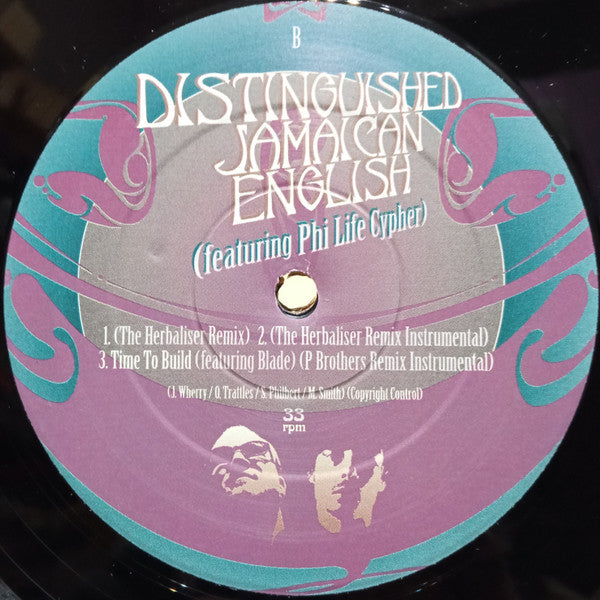 B
DISTINGUISHED
JAMAICAN
ENGLISH
(featuring Phi Life Cypher)
1. (The Herbaliser Remix) 2. (The Herbaliser Remix Instrumental)
3. Time To Build (featuring Blade) (P Brothers Remix Instrumental)
(J. Wherry / O. Trattles / S. Philbert / M. Smith) (Copyright Control)
33
rpm